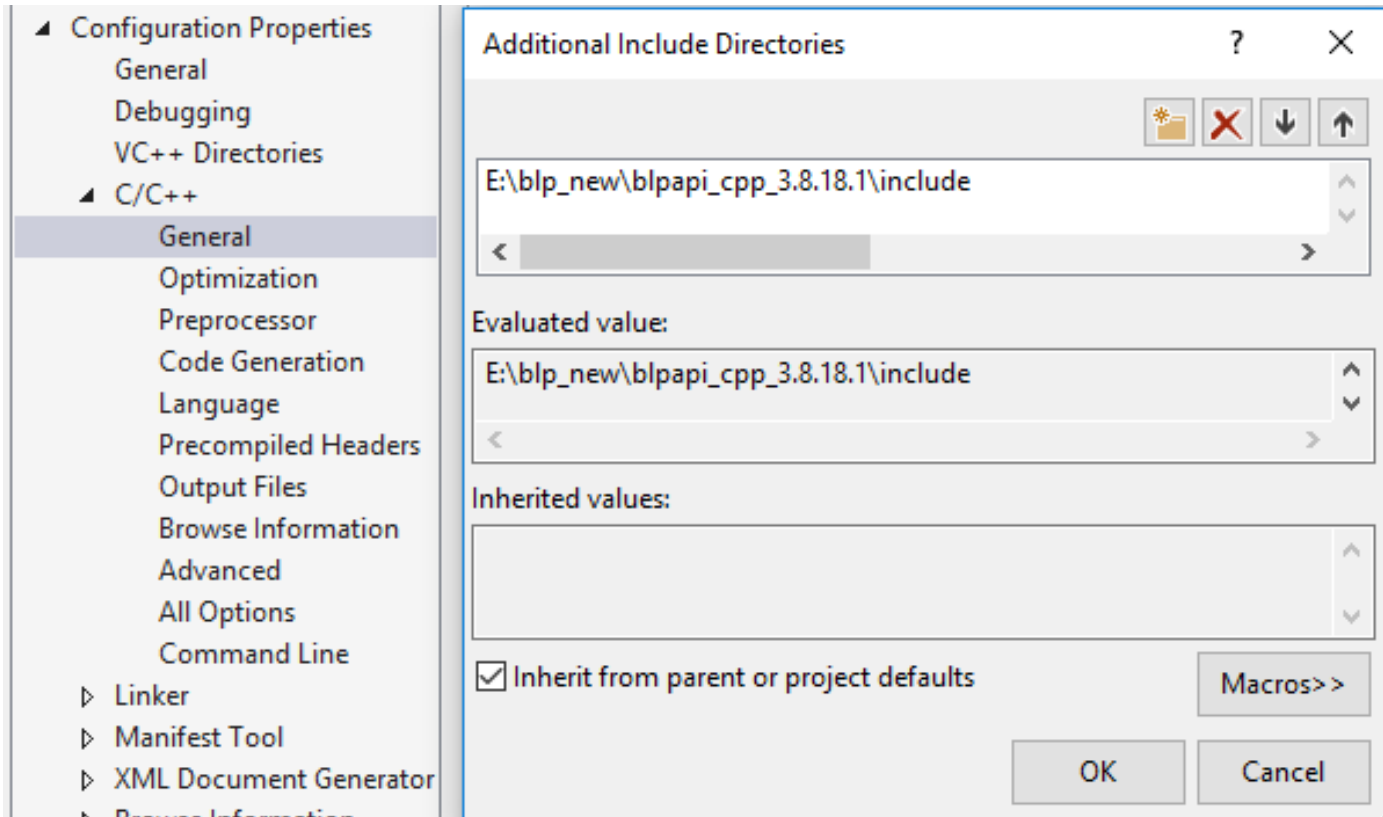 Configuration Properties
General
Debugging
VC++ Directories
C/C++
General
Optimization
Preprocessor
Code Generation
Language
Precompiled Headers
Output Files
Browse Information
Advanced
All Options
Command Line
Linker
Manifest Tool
XML Document Generator
Browse Information
Additional Include Directories
?
E:\blp_new\blpapi_cpp_3.8.18.1\include
Evaluated value:
E:\blp_new\blpapi_cpp_3.8.18.1\include
Inherited values:
Inherit from parent or project defaults
Macros>>
OK
Cancel